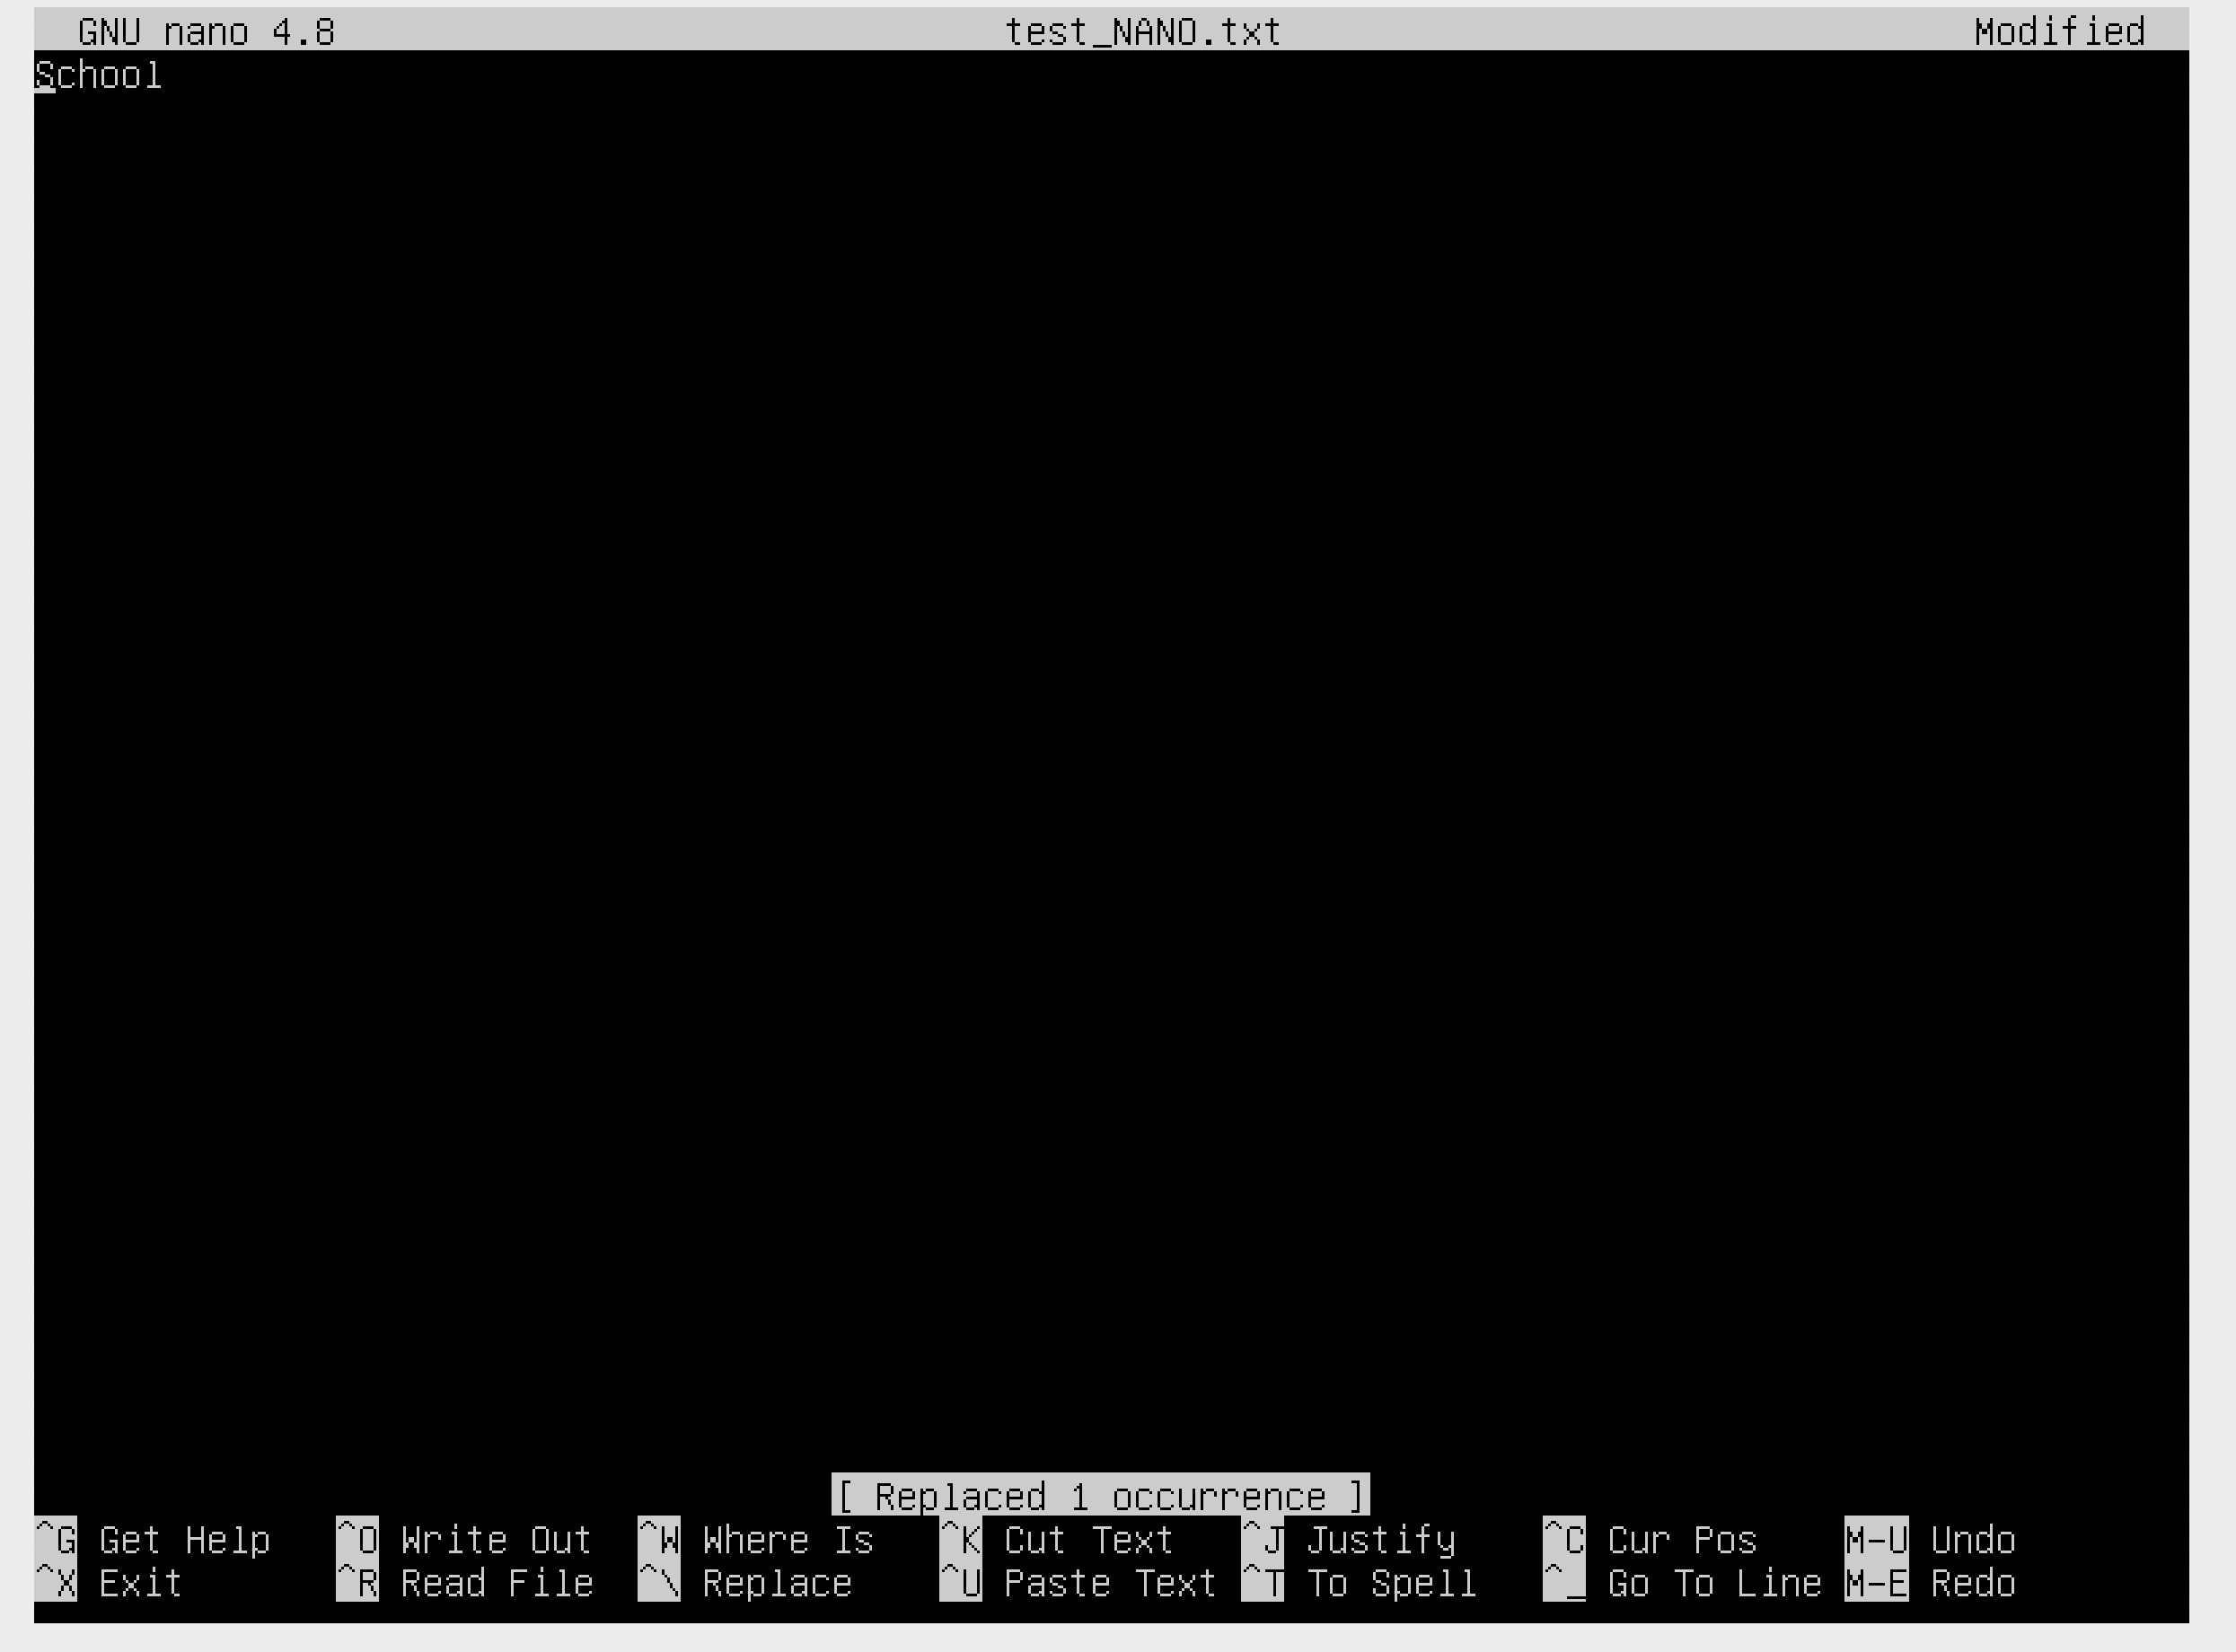 GNU nano 4.8 test_NANO.txt Modified
School
[ Replaced 1 occurrence ]
^G Get Help ^O Write Out ^W Where Is ^K Cut Text ^J Justify ^C Cur Pos M-U Undo
^X Exit ^R Read File ^\ Replace ^U Paste Text ^T To Spell ^_ Go To Line M-E Redo